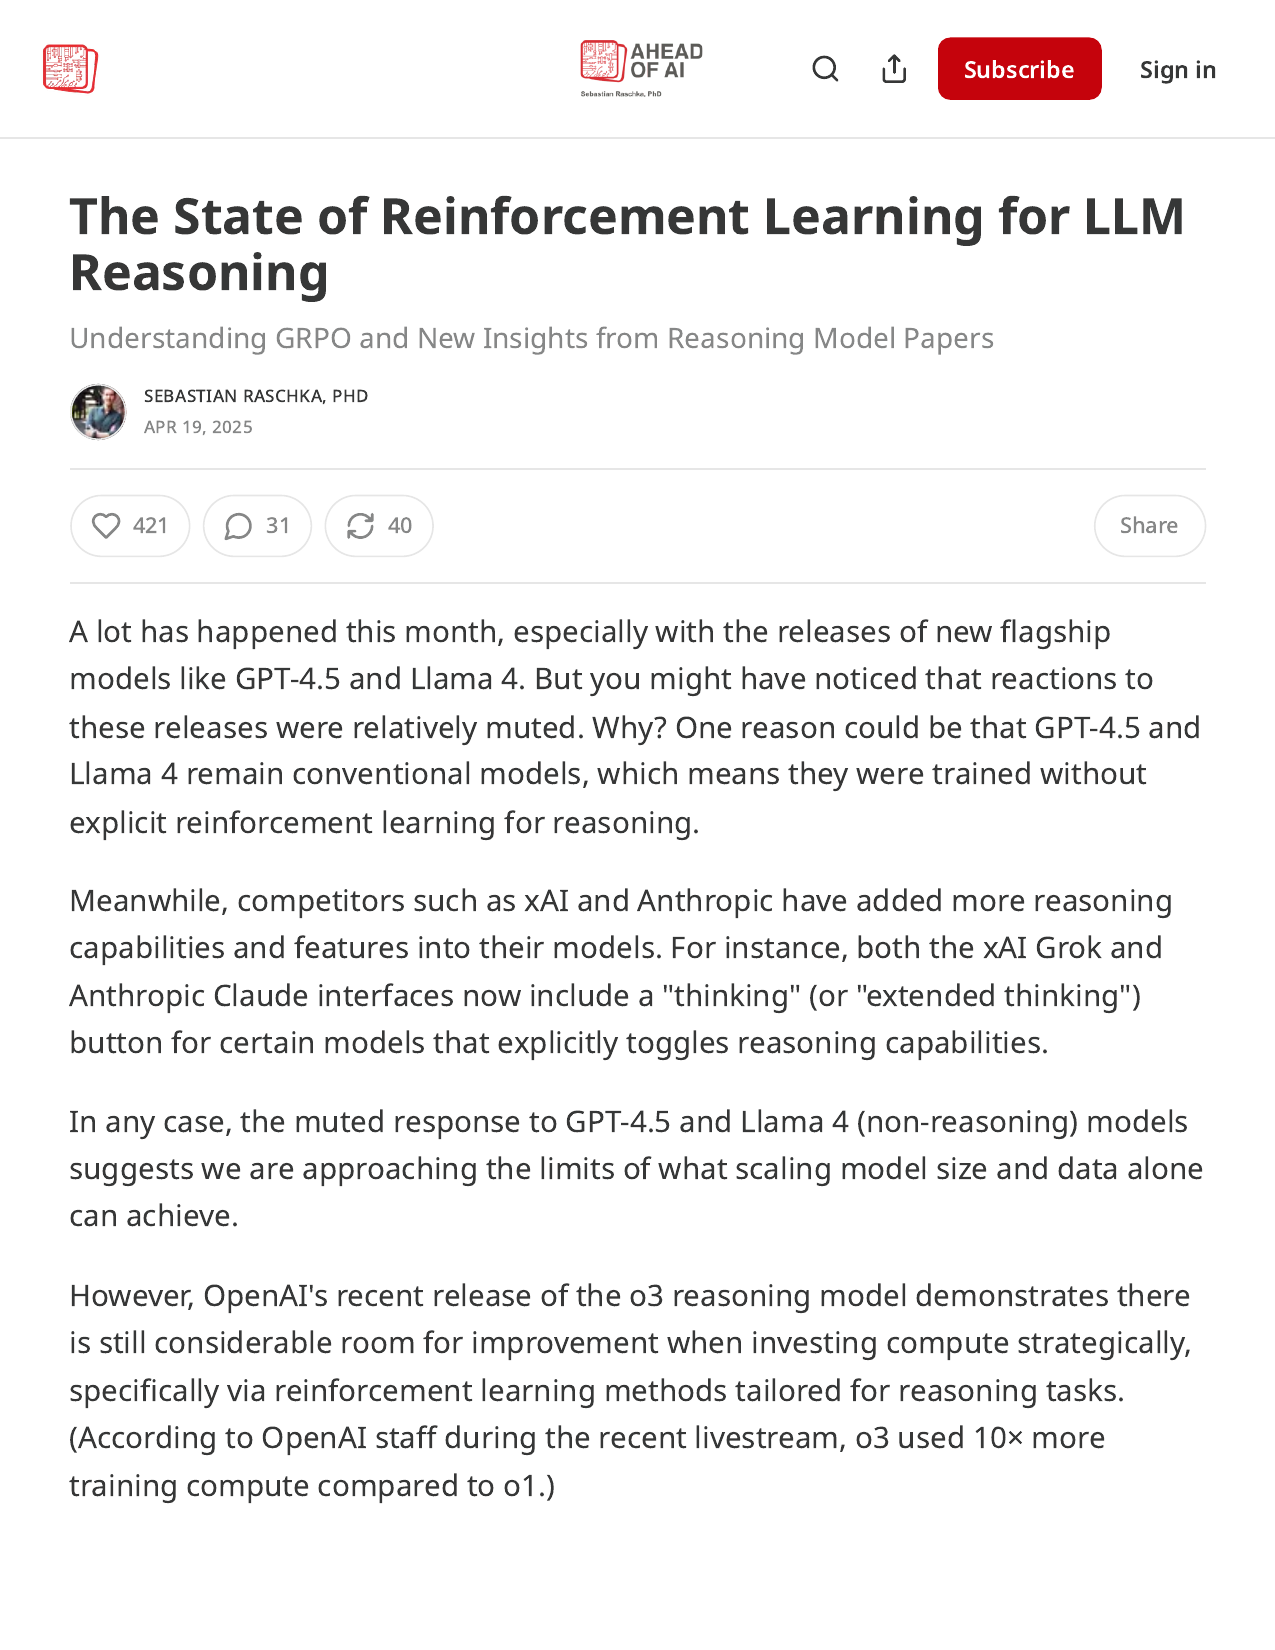 AHEAD
OF AI
Sebastian Raschka, PhD
Subscribe
Sign in
The State of Reinforcement Learning for LLM
Reasoning
Understanding GRPO and New Insights from Reasoning Model Papers
SEBASTIAN RASCHKA, PHD
APR 19, 2025
421
31
40
Share
A lot has happened this month, especially with the releases of new flagship
models like GPT-4.5 and Llama 4. But you might have noticed that reactions to
these releases were relatively muted. Why? One reason could be that GPT-4.5 and
Llama 4 remain conventional models, which means they were trained without
explicit reinforcement learning for reasoning.
Meanwhile, competitors such as xAI and Anthropic have added more reasoning
capabilities and features into their models. For instance, both the xAI Grok and
Anthropic Claude interfaces now include a "thinking" (or "extended thinking")
button for certain models that explicitly toggles reasoning capabilities.
In any case, the muted response to GPT-4.5 and Llama 4 (non-reasoning) models
suggests we are approaching the limits of what scaling model size and data alone
can achieve.
However, OpenAI's recent release of the o3 reasoning model demonstrates there
is still considerable room for improvement when investing compute strategically,
specifically via reinforcement learning methods tailored for reasoning tasks.
(According to OpenAI staff during the recent livestream, o3 used 10× more
training compute compared to o1.)